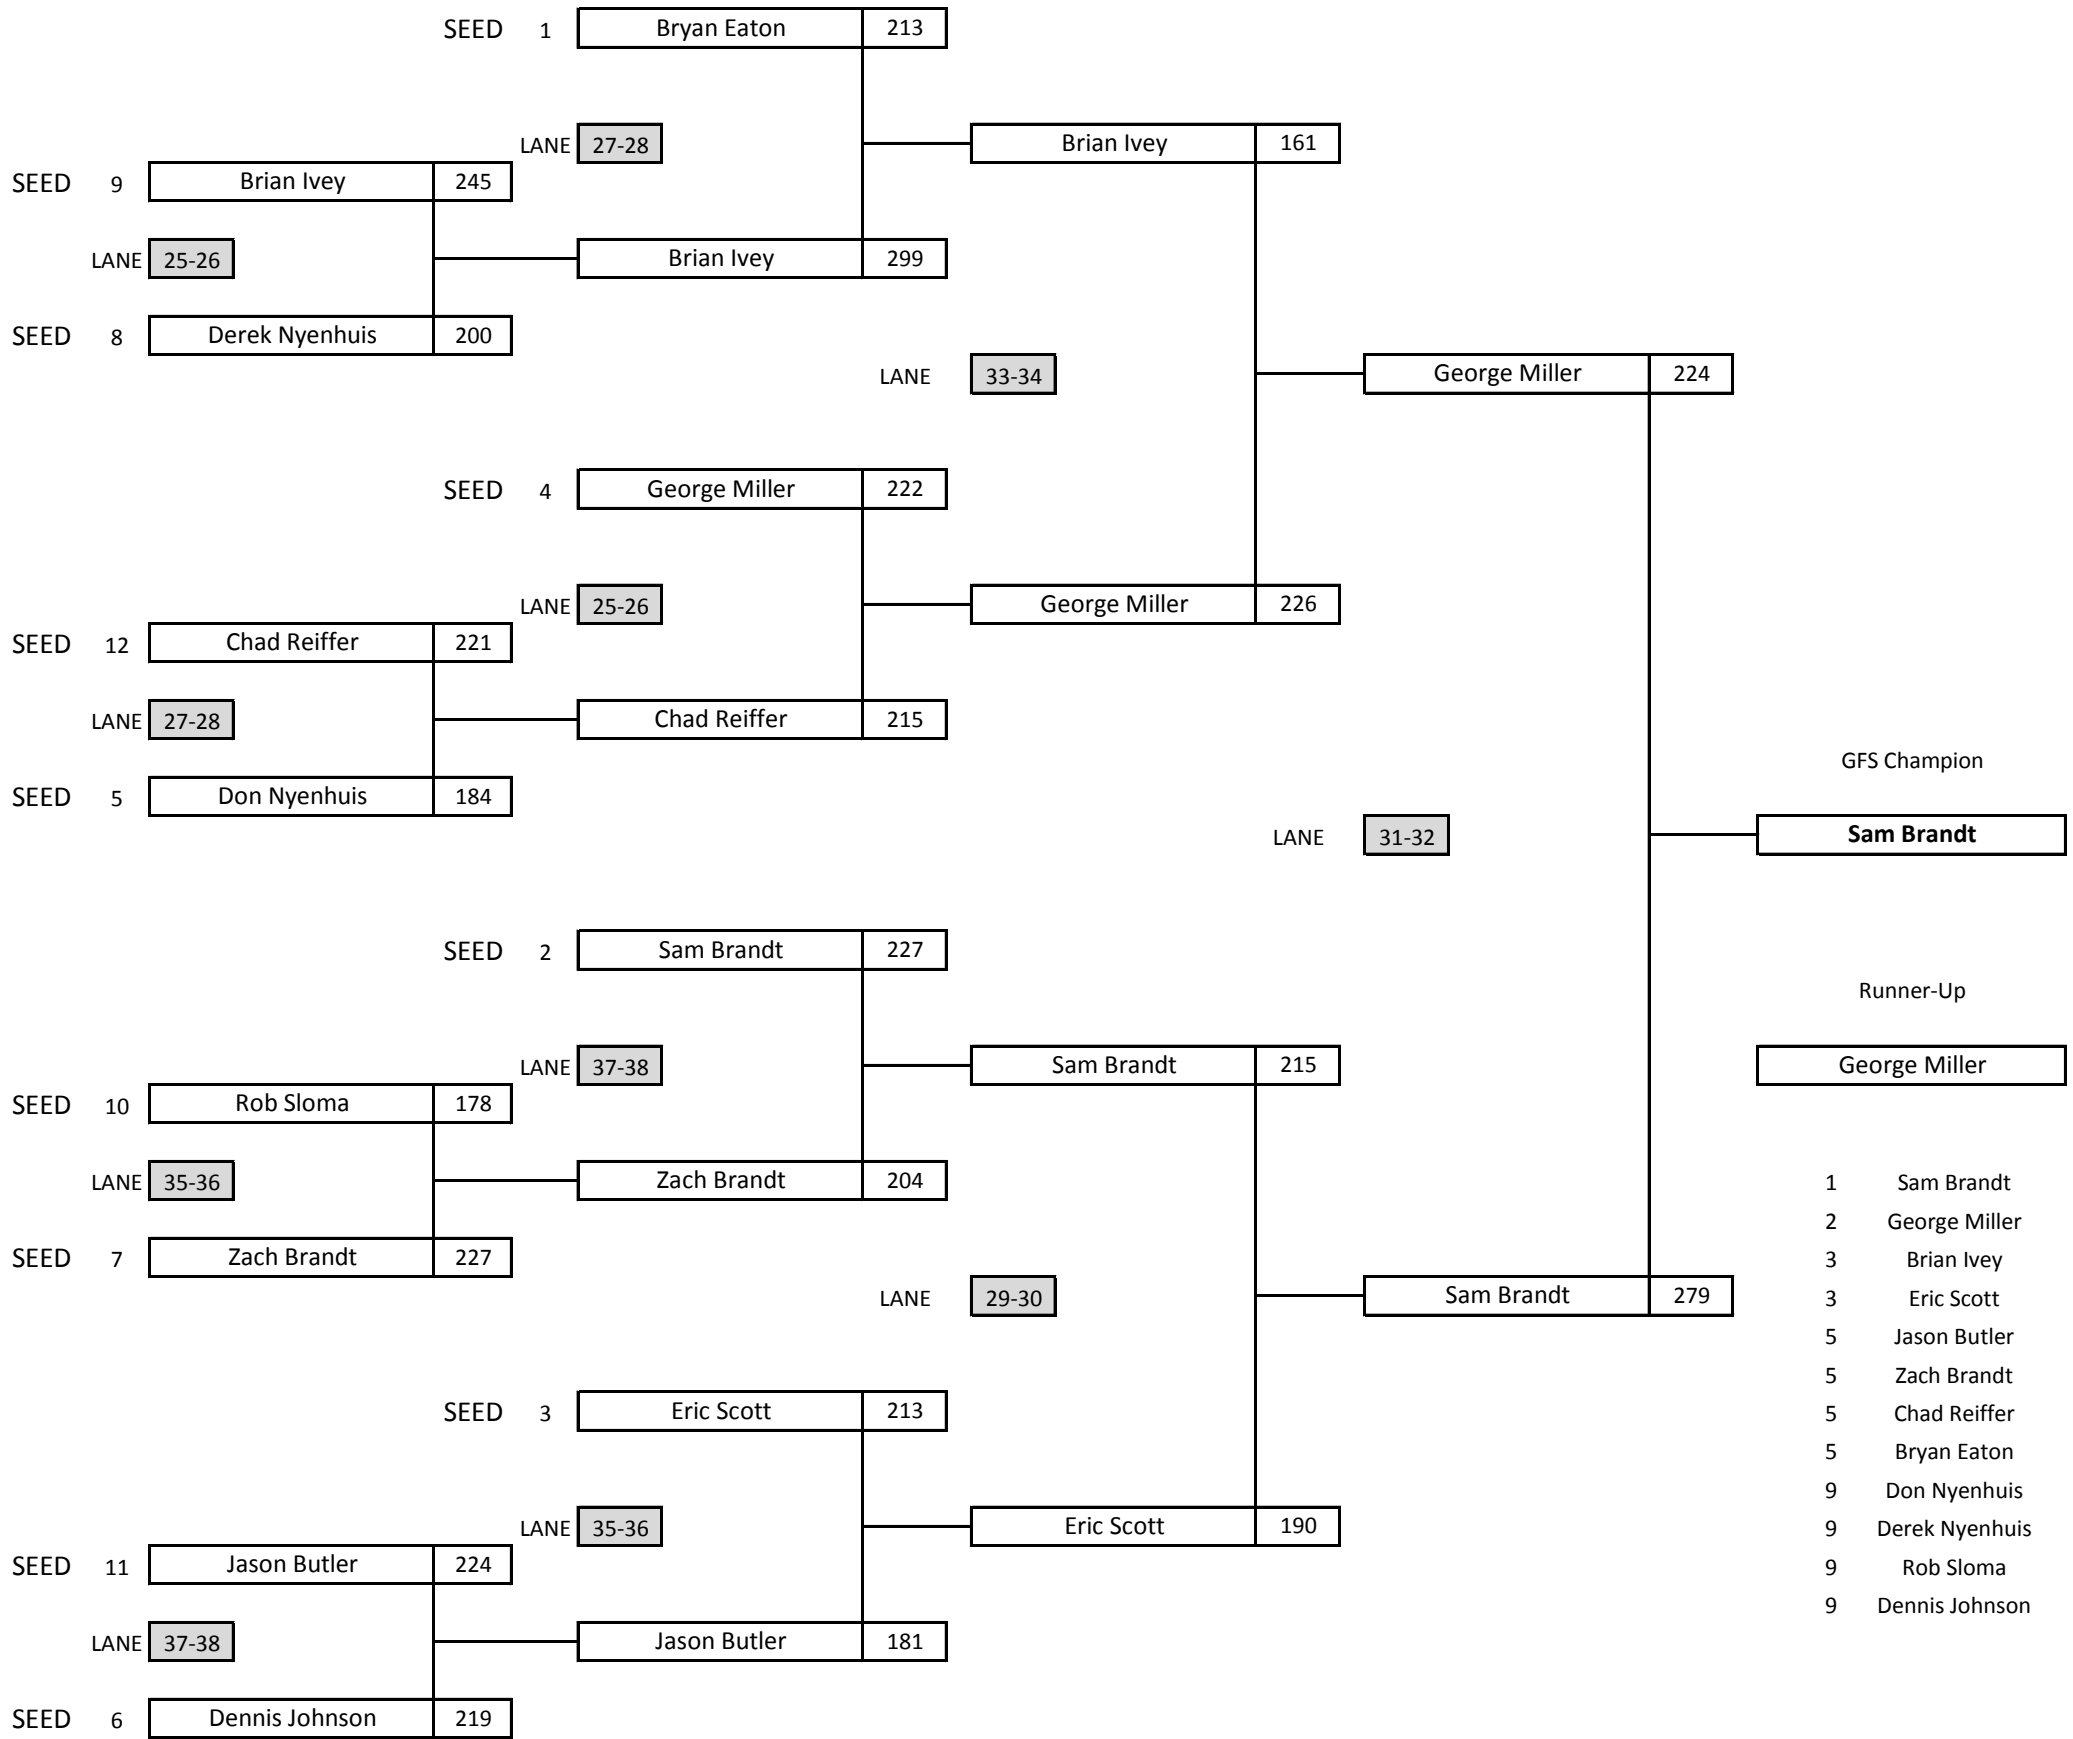 SEED 1 Bryan Eaton 213
LANE 27-28 Brian Ivey 161
SEED 9 Brian Ivey 245
LANE 25-26 Brian Ivey 299
SEED 8 Derek Nyenhuis 200
LANE 33-34 George Miller 224
SEED 4 George Miller 222
LANE 25-26 George Miller 226
SEED 12 Chad Reiffer 221
LANE 27-28 Chad Reiffer 215
GFS Champion
SEED 5 Don Nyenhuis 184
LANE 31-32 Sam Brandt
SEED 2 Sam Brandt 227
Runner-Up
LANE 37-38 Sam Brandt 215 George Miller
SEED 10 Rob Sloma 178
LANE 35-36 Zach Brandt 204 1 Sam Brandt
2 George Miller
SEED 7 Zach Brandt 227 3 Brian Ivey
LANE 29-30 Sam Brandt 279 3 Eric Scott
5 Jason Butler
5 Zach Brandt
SEED 3 Eric Scott 213 5 Chad Reiffer
5 Bryan Eaton
9 Don Nyenhuis
LANE 35-36 Eric Scott 190 9 Derek Nyenhuis
SEED 11 Jason Butler 224 9 Rob Sloma
9 Dennis Johnson
LANE 37-38 Jason Butler 181
SEED 6 Dennis Johnson 219